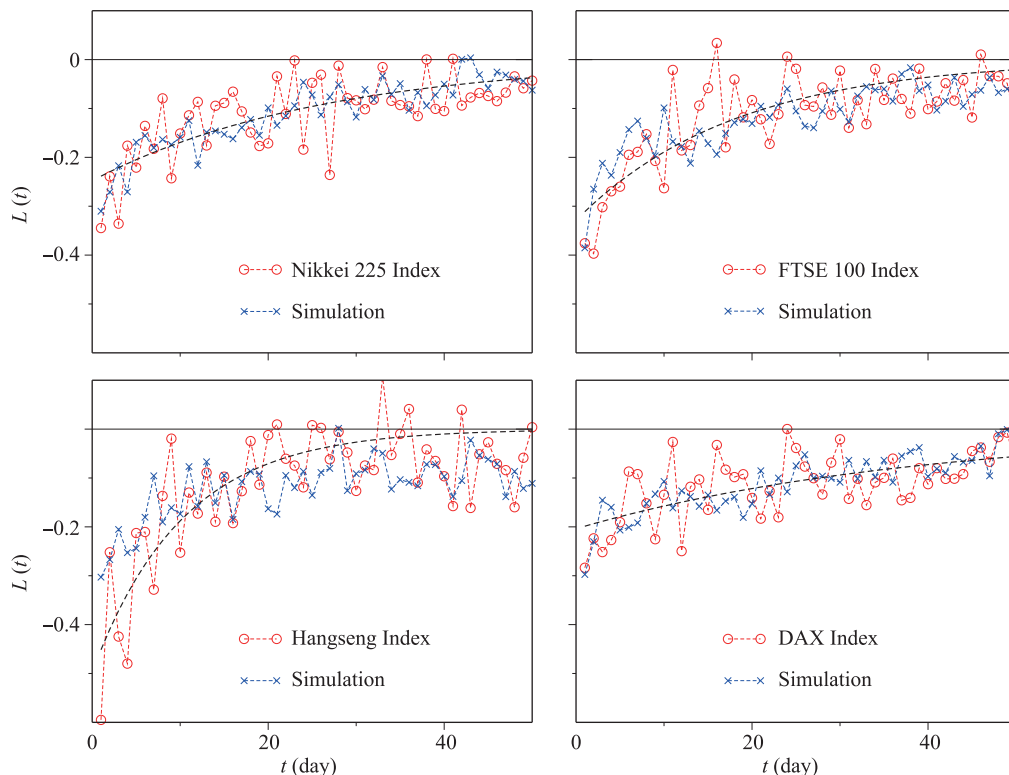 0
−0.2
−0.4
L (t)
Nikkei 225 Index
Simulation
FTSE 100 Index
Simulation
−0.2
−0.4
L (t)
Hangseng Index
Simulation
DAX Index
Simulation
0 20 40 0 20 40
t (day) t (day)